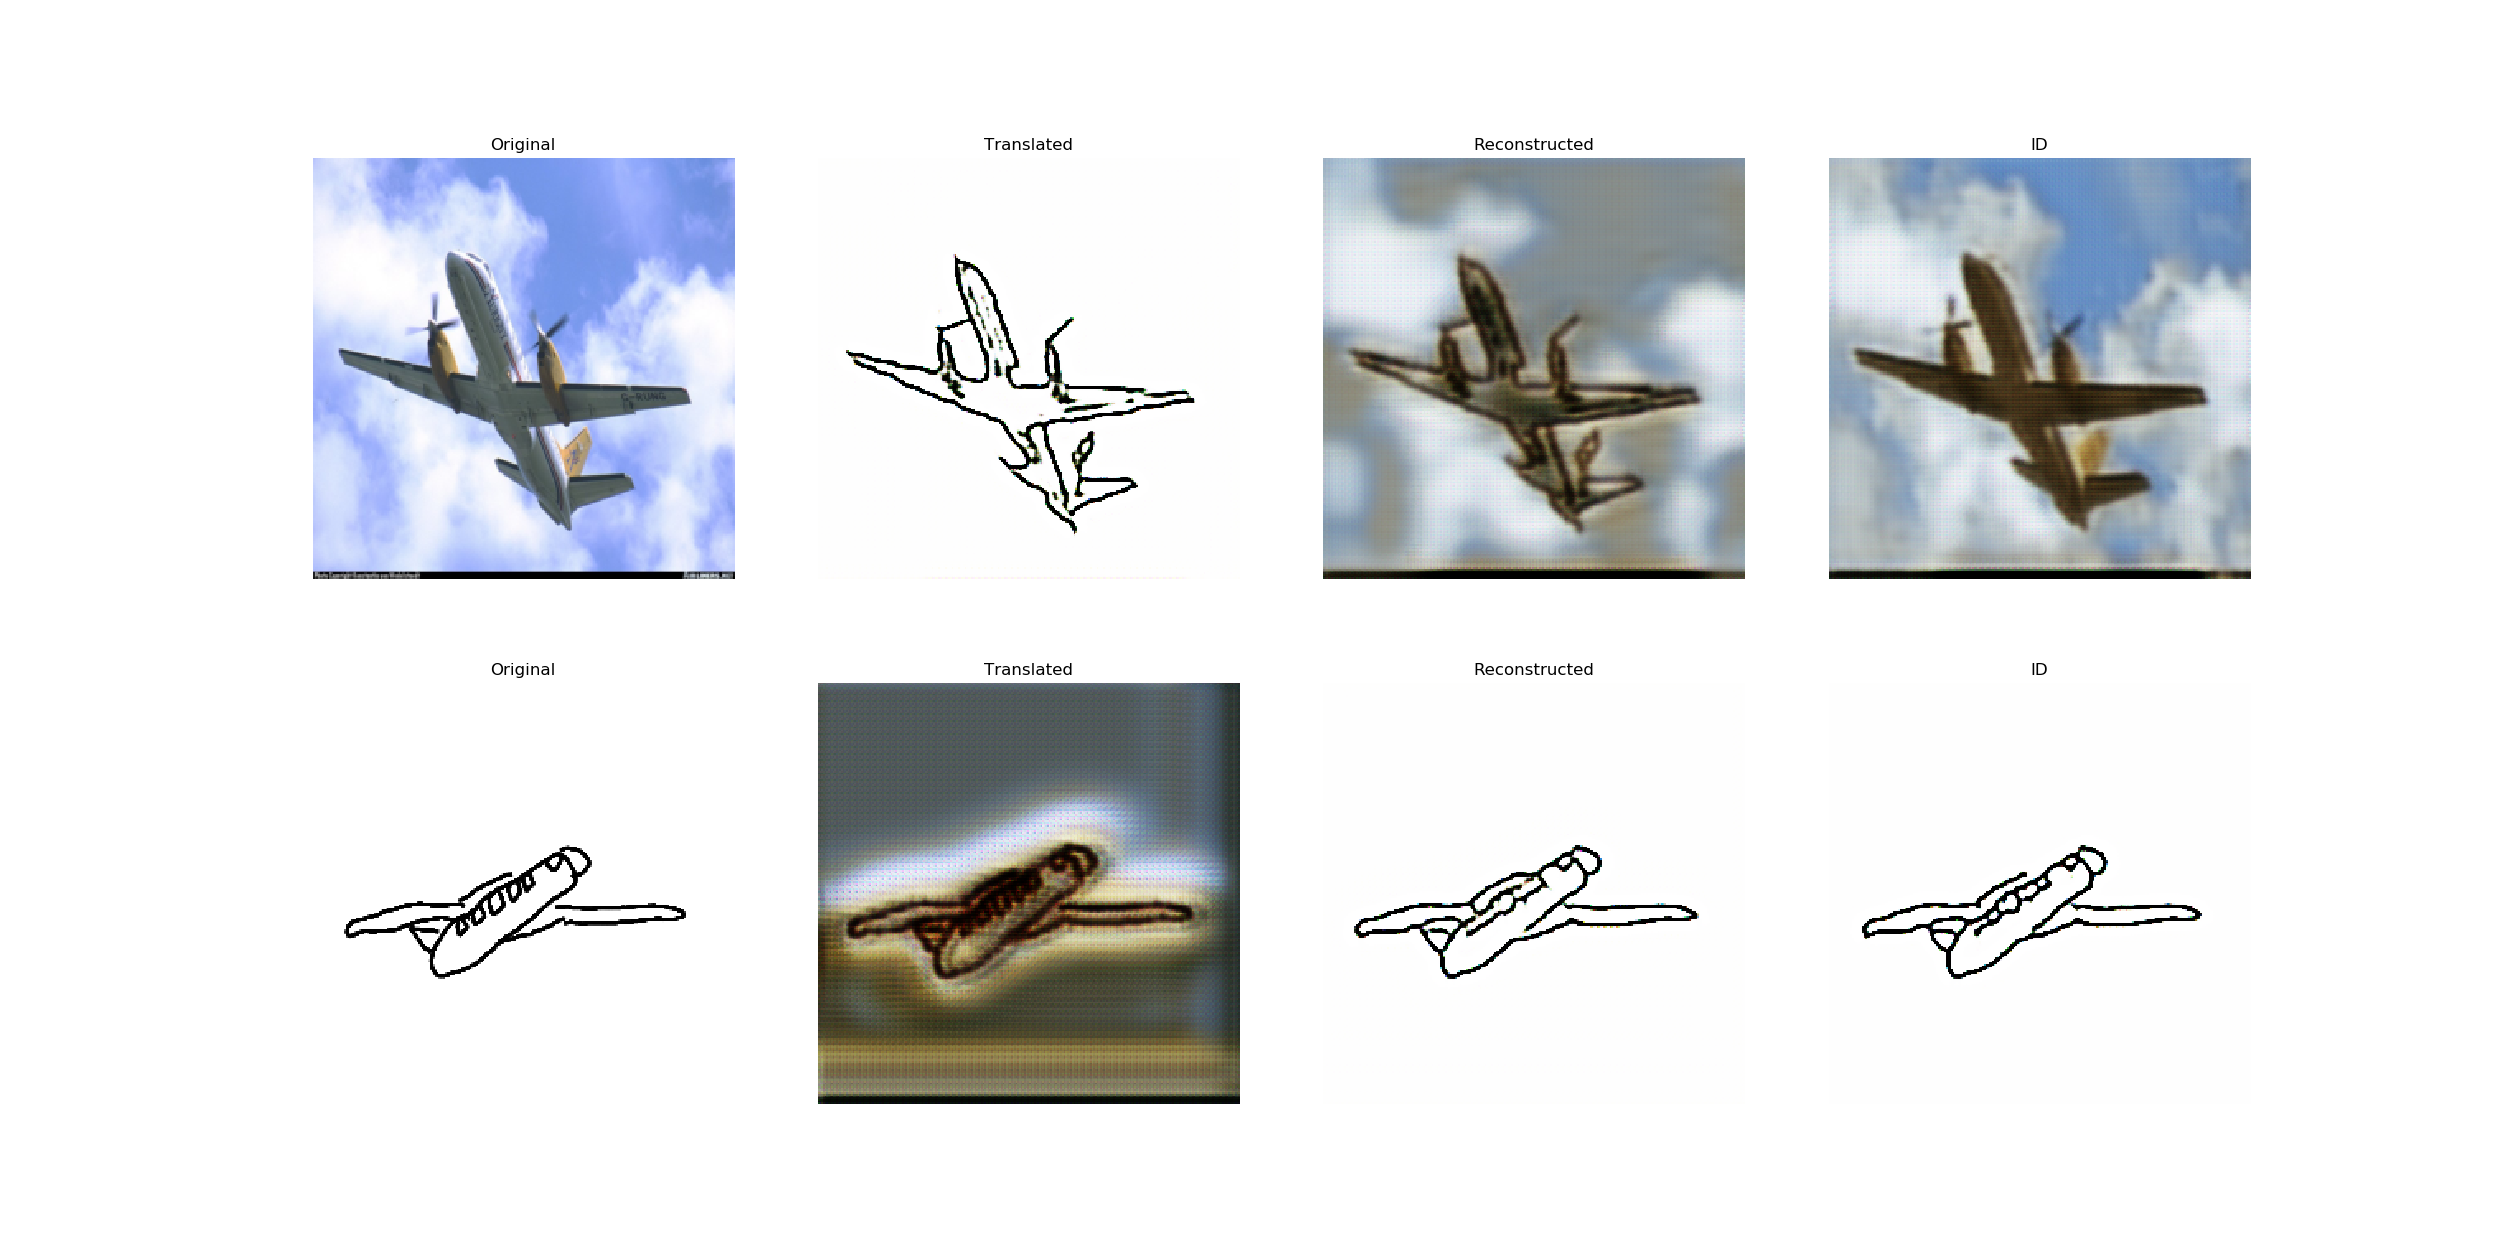 Original
Translated
Reconstructed
ID
Original
Translated
Reconstructed
ID